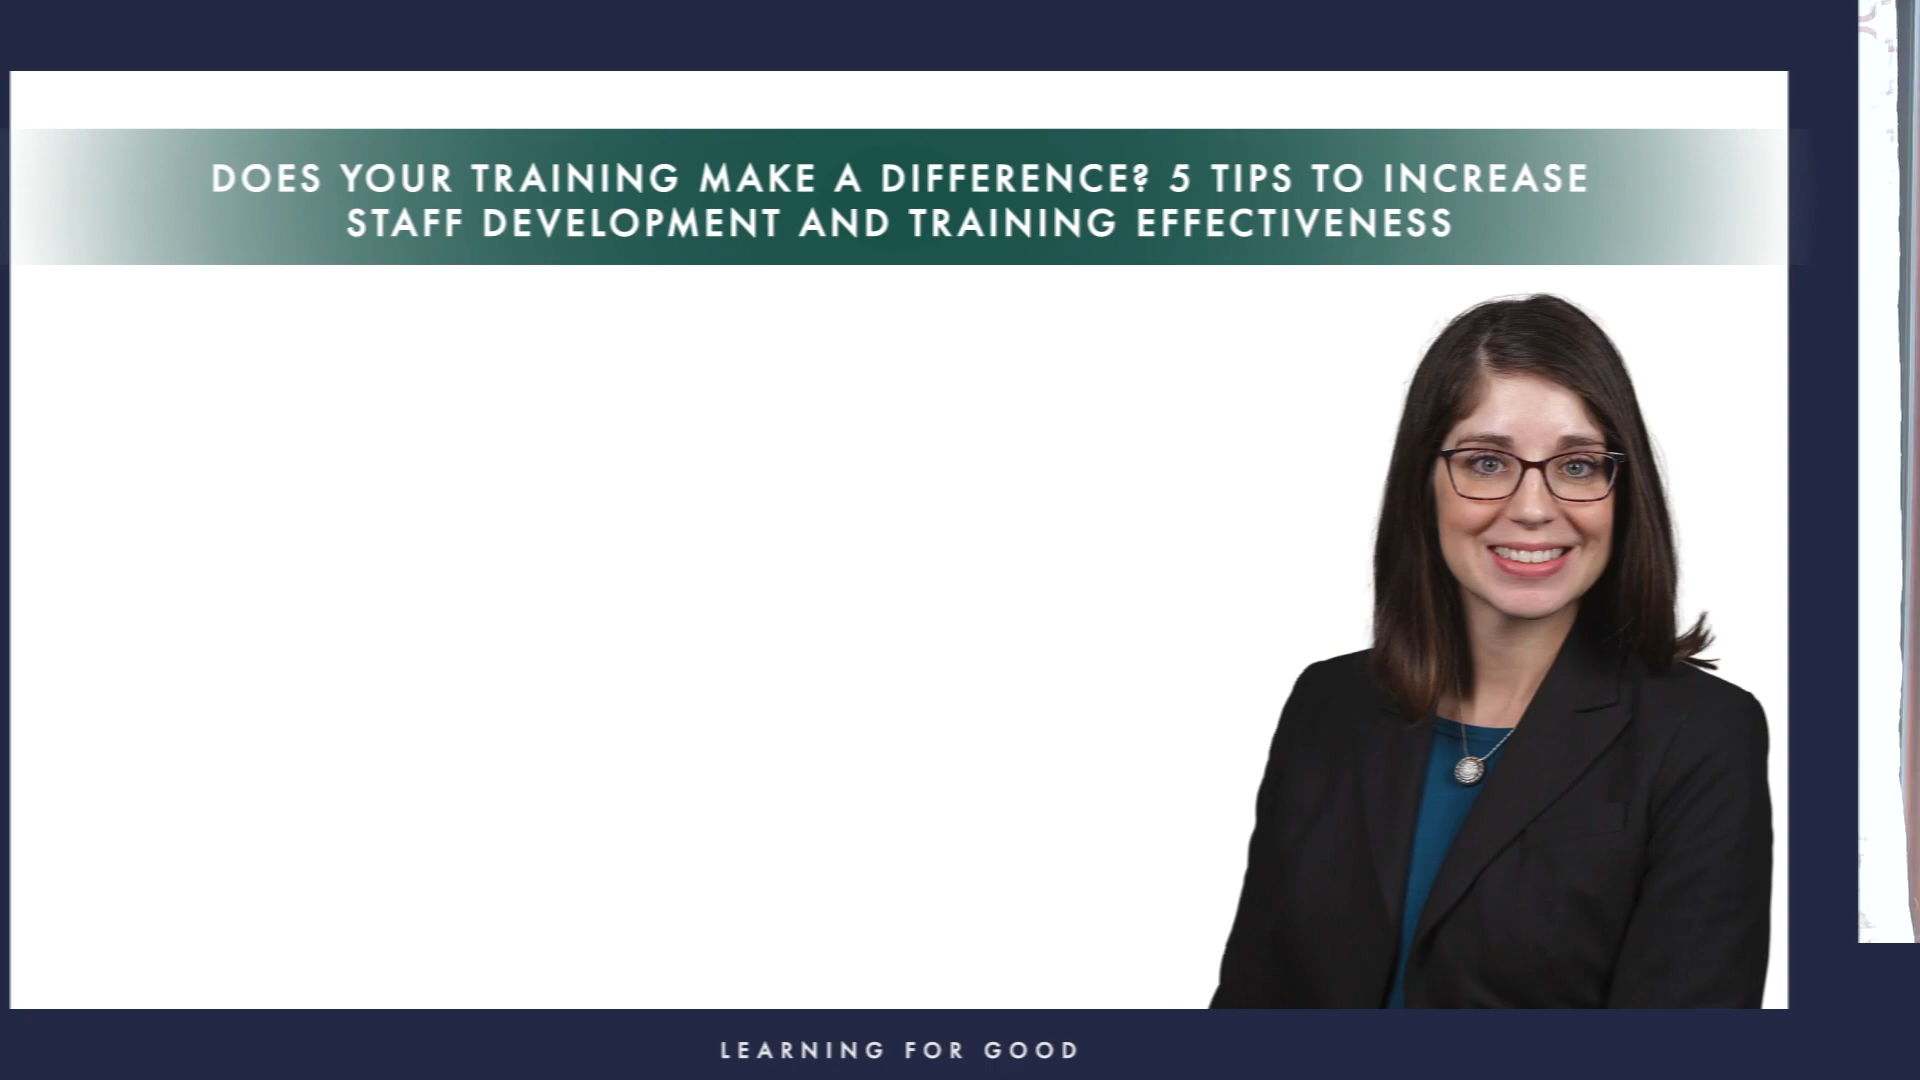 DOES YOUR TRAINING MAKE A DIFFERENCE? 5 TIPS TO INCREASE
STAFF DEVELOPMENT AND TRAINING EFFECTIVENESS
LEARNING FOR GOOD